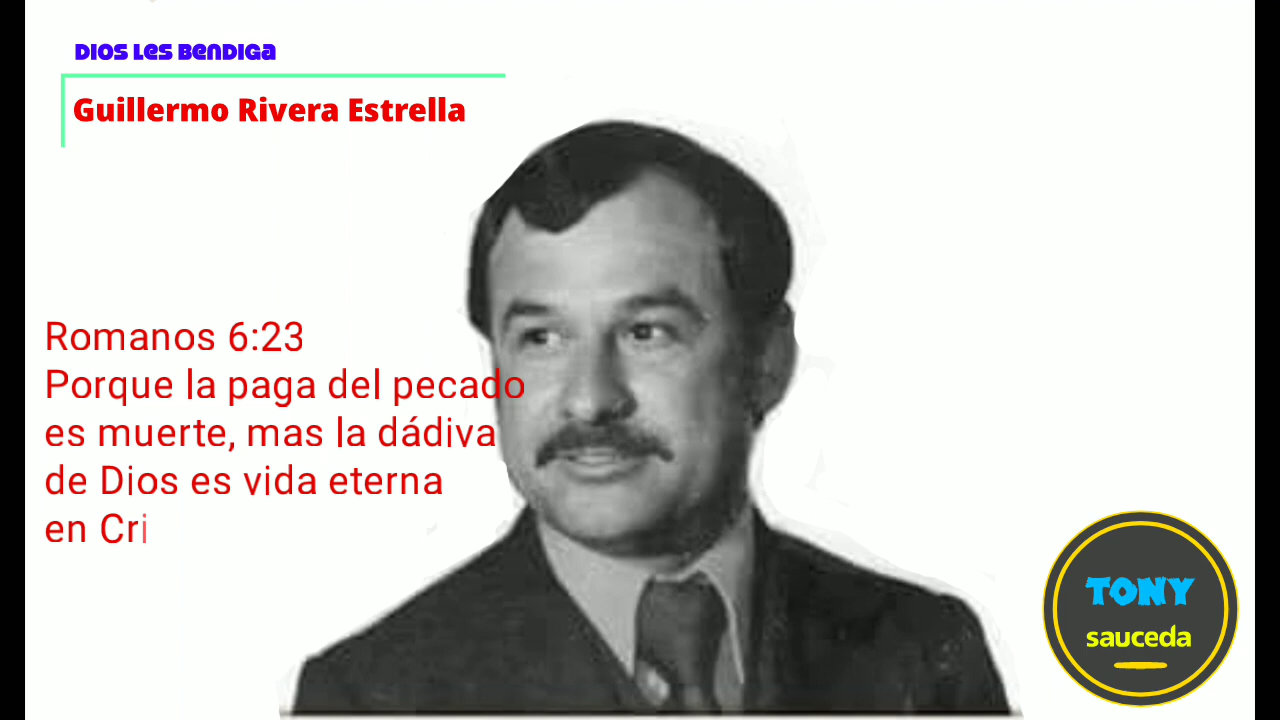 DIOS Les BenDIGa
Guillermo Rivera Estrella
Romanos 6:23
Porque la paga del pecado
es muerte, mas la dádiva
de Dios es vida eterna
en Cri
TONY
sauceda